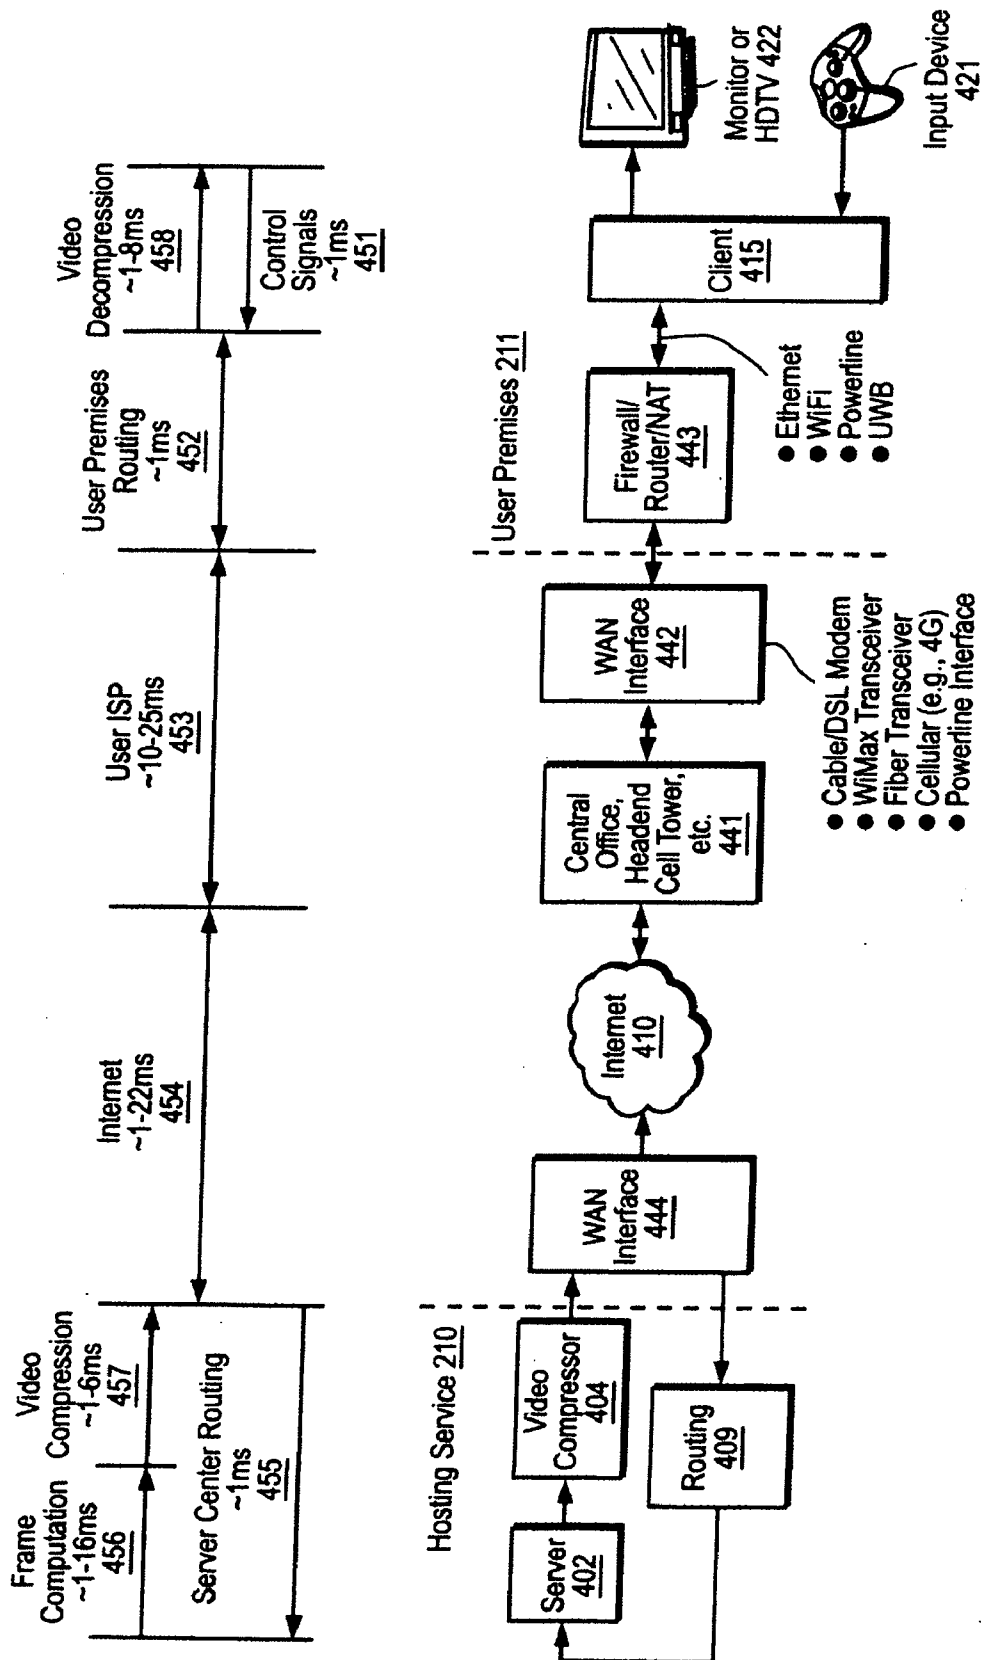 Frame
Computation
~1-16ms
456
Video
Compression
~1-6ms
457
Server Center Routing
~1ms
455
Internet
~1-22ms
454
User ISP
~10-25ms
453
User Premises
Routing
~1ms
452
Video
Decompression
~1-8ms
458
Control
Signals
~1ms
451
Hosting Service 210
Server
402
Video
Compressor
404
Routing
409
WAN
Interface
444
Internet
410
Central
Office,
Headend
Cell Tower,
etc.
441
WAN
Interface
442
● Cable/DSL Modem
● WiMax Transceiver
● Fiber Transceiver
● Cellular (e.g., 4G)
● Powerline Interface
User Premises 211
Firewall/
Router/NAT
443
● Ethernet
● WiFi
● Powerline
● UWB
Client
415
Monitor or
HDTV 422
Input Device
421